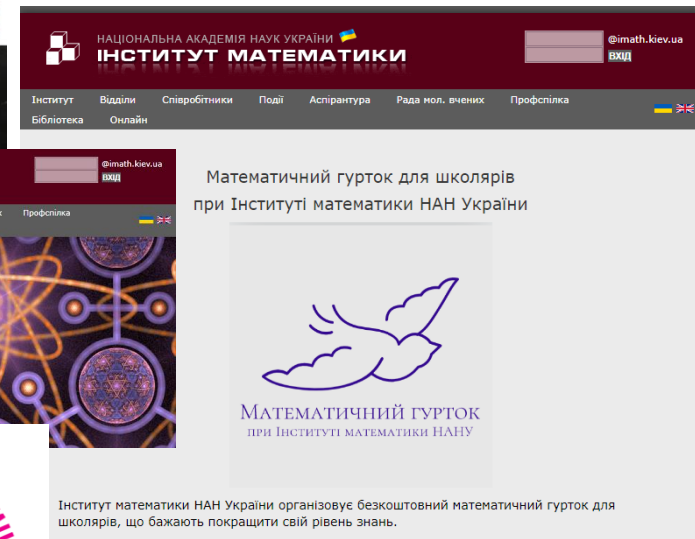 НАЦІОНАЛЬНА АКАДЕМІЯ НАУК УКРАЇНИ
ІНСТИТУТ МАТЕМАТИКИ
@imath.kiev.ua
ВХІД
Інститут Відділи Співробітники Події Аспірантура Рада мол. вчених Профспілка
Бібліотека Онлайн
@imath.kiev.ua
ВХІД
Профспілка
Математичний гурток для школярів
при Інституті математики НАН України
Математичний гурток
при Інституті математики НАНУ
Інститут математики НАН України організовує безкоштовний математичний гурток для
школярів, що бажають покращити свій рівень знань.